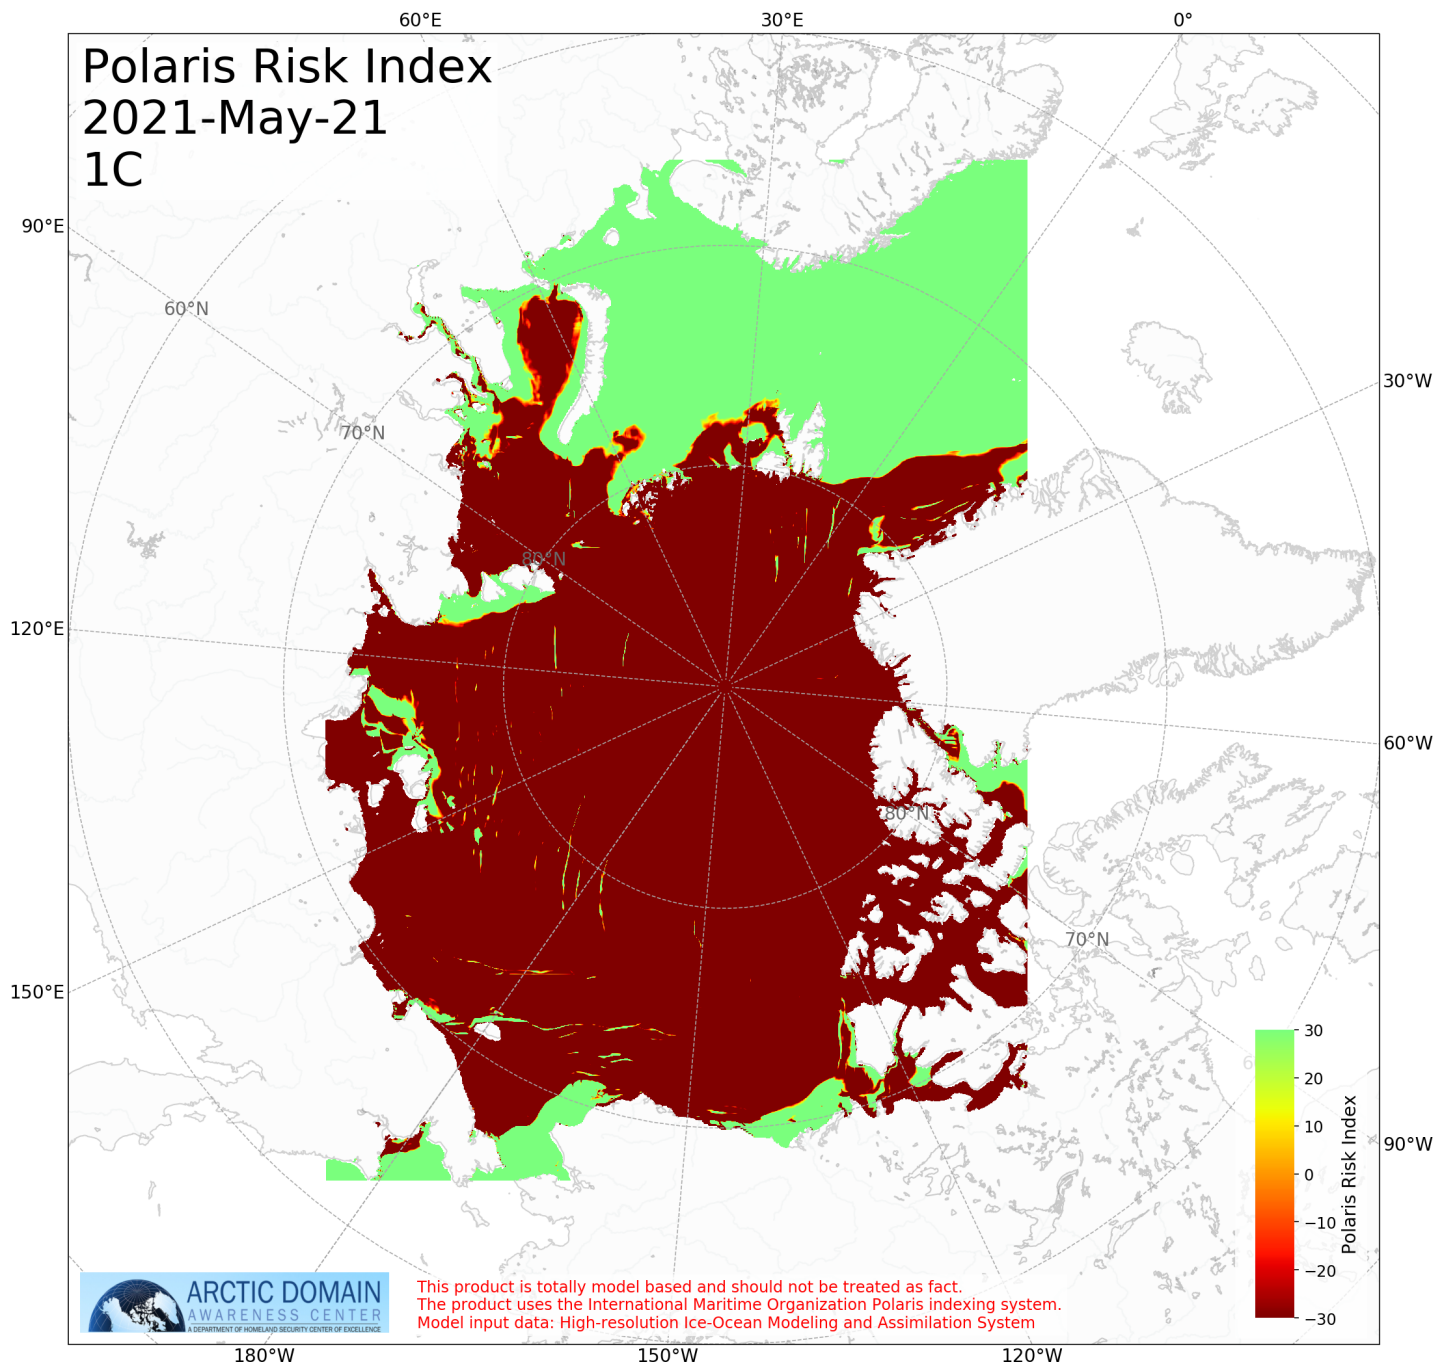 60°E
30°E
0°
Polaris Risk Index
2021-May-21
1C
90°E
60°N
30°W
70°N
80°N
120°E
60°W
80°N
70°N
150°E
30
20
10
0
−10
−20
−30
Polaris Risk Index
90°W
ARCTIC DOMAIN
AWARENESS CENTER
A DEPARTMENT OF HOMELAND SECURITY CENTER OF EXCELLENCE
This product is totally model based and should not be treated as fact.
The product uses the International Maritime Organization Polaris indexing system.
Model input data: High-resolution Ice-Ocean Modeling and Assimilation System
180°W
150°W
120°W